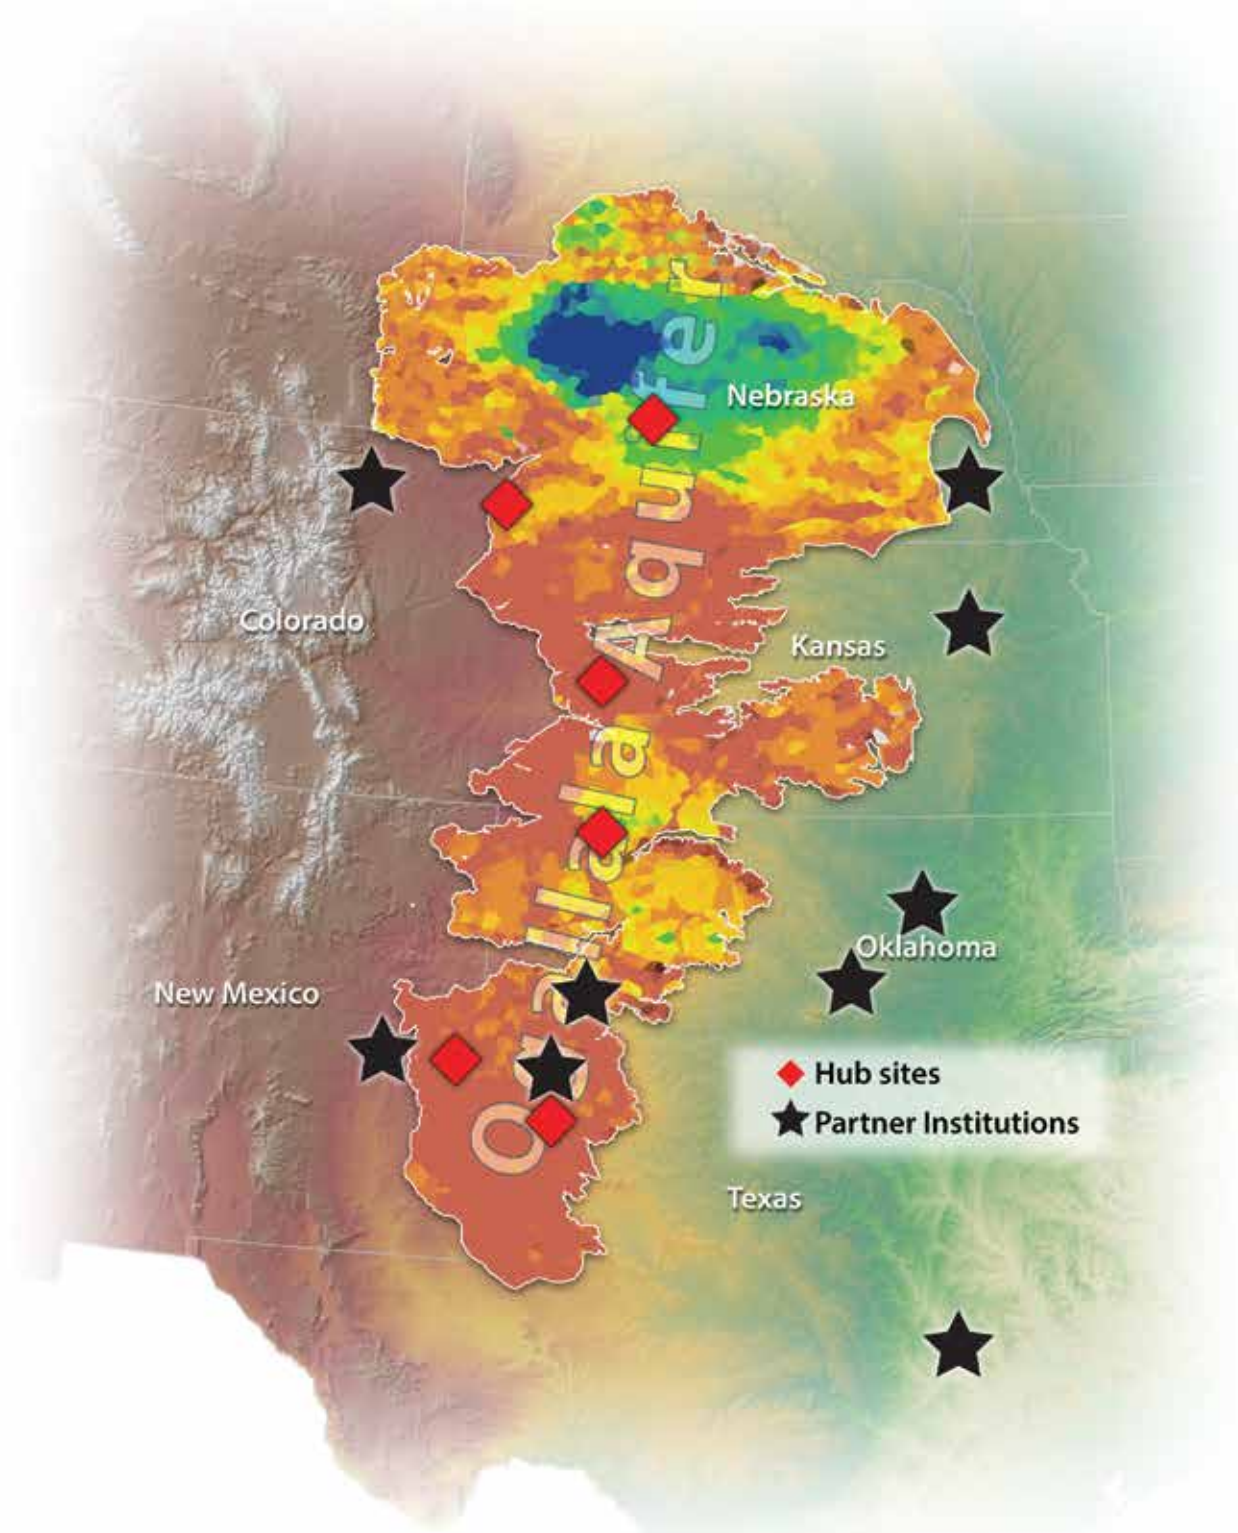 Ogallala Aquifer
Nebraska
Colorado
Kansas
Oklahoma
New Mexico
Hub sites
Partner Institutions
Texas